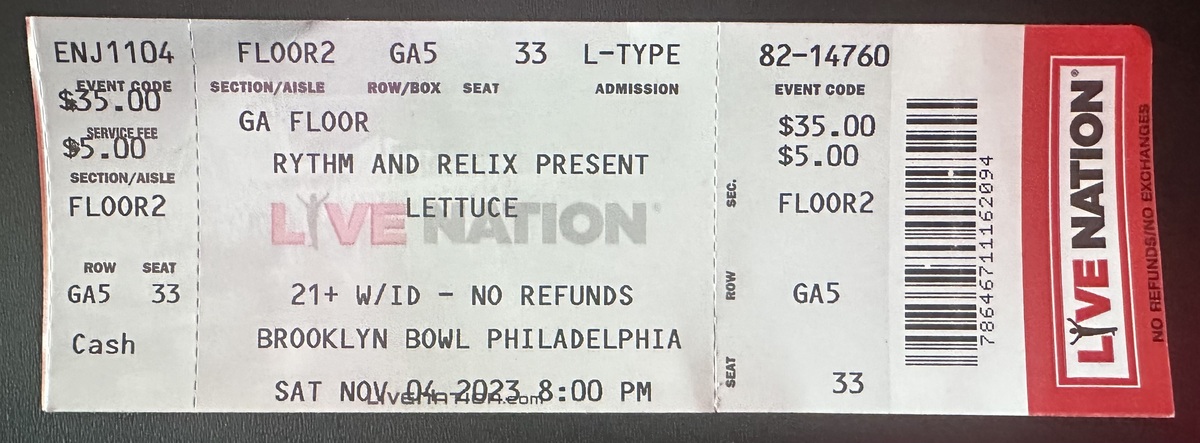 ENJ1104
EVENT CODE
$35.00
SERVICE FEE
$5.00
SECTION/AISLE
FLOOR2
ROW SEAT
GA5 33
Cash
FLOOR2 GA5 33 L-TYPE
SECTION/AISLE ROW/BOX SEAT ADMISSION
GA FLOOR
RYTHM AND RELIX PRESENT
LIVE NATION
LETTUCE
21+ W/ID - NO REFUNDS
BROOKLYN BOWL PHILADELPHIA
SAT NOV 04 2023 8:00 PM
LIVENATION.com
82-14760
EVENT CODE
$35.00
$5.00
SEC. FLOOR2
ROW GA5
SEAT 33
78646711162094
LIVE NATION®
NO REFUNDS/NO EXCHANGES